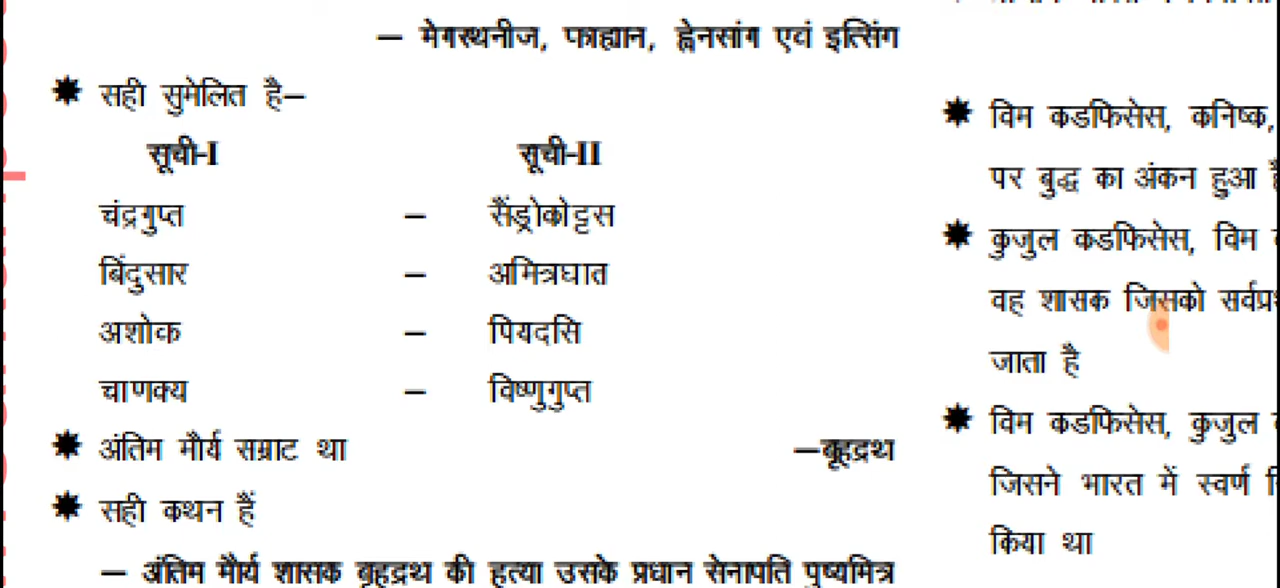 — मेगस्थनीज, फाह्यान, ह्वेनसांग एवं इत्सिंग
✸ सही सुमेलित है–
सूची-I सूची-II
चंद्रगुप्त – सैंड्रोकोट्टस
बिंदुसार – अमित्रघात
अशोक – पियदसि
चाणक्य – विष्णुगुप्त
✸ अंतिम मौर्य सम्राट था —बृहद्रथ
✸ सही कथन हैं
— अंतिम मौर्य शासक बृहद्रथ की हत्या उसके प्रधान सेनापति पुष्यमित्र
✸ विम कडफिसेस, कनिष्क,
पर बुद्ध का अंकन हुआ
✸ कुजुल कडफिसेस, विम
वह शासक जिसको
जाता है
✸ विम कडफिसेस, कुजुल
जिसने भारत में स्वर्ण
किया था